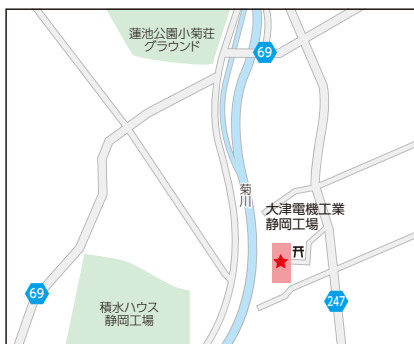 蓮池公園小菊荘
グラウンド
69
菊川
大津電機工業
静岡工場
69
積水ハウス
静岡工場
247